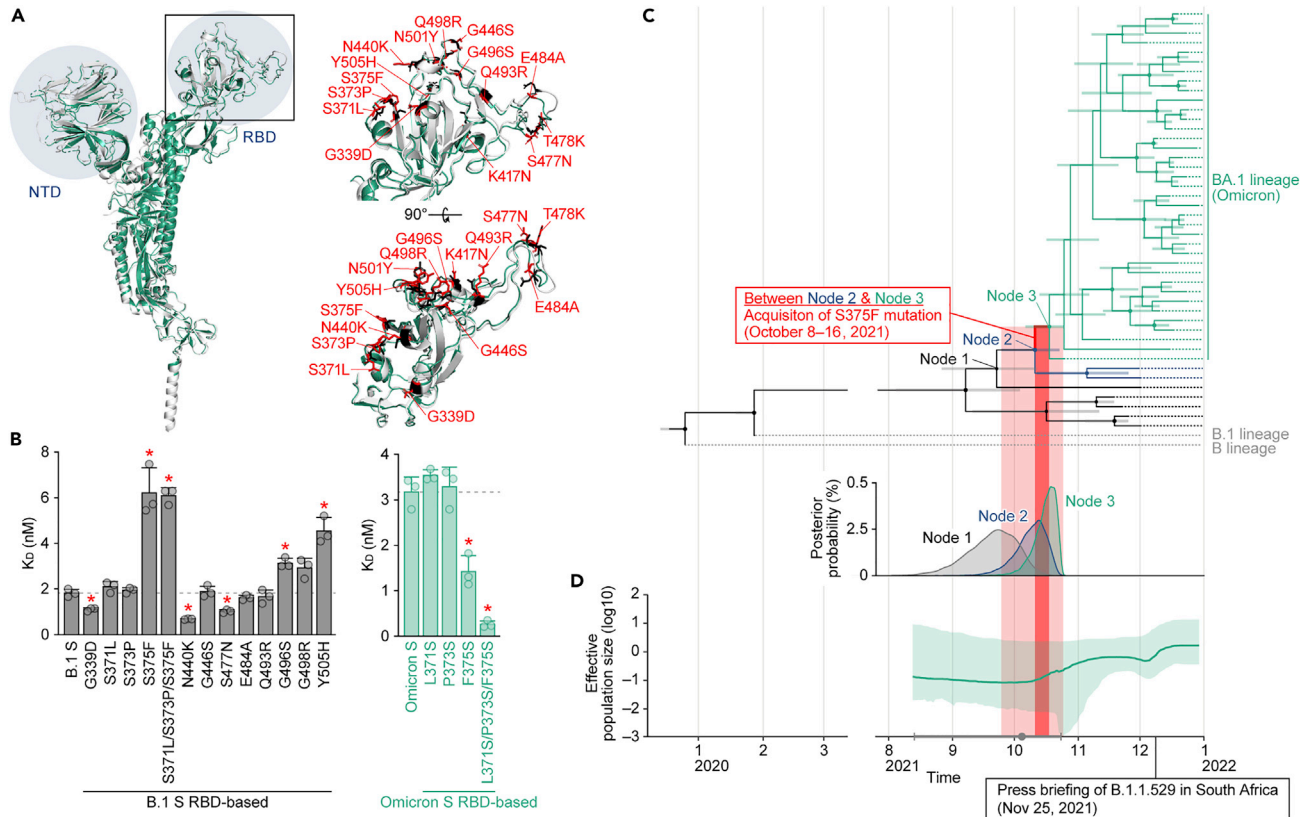 A
NTD
RBD
Q498R
N501Y
G446S
N440K
G496S
Y505H
E484A
S375F
Q493R
S373P
S371L
T478K
S477N
G339D
K417N
90°
S477N
T478K
G496S
Q493R
Q498R
K417N
N501Y
Y505H
E484A
S375F
N440K
S373P
G446S
S371L
G339D
B
KD (nM)
8
6
4
2
0
*
*
*
*
*
*
*
B.1 S
G339D
S371L
S373P
S375F
S371L/S373P/S375F
N440K
G446S
S477N
E484A
Q493R
G496S
G498R
Y505H
B.1 S RBD-based
KD (nM)
4
3
2
1
0
*
*
Omicron S
L371S
P373S
F375S
L371S/P373S/F375S
Omicron S RBD-based
C
BA.1 lineage
(Omicron)
Between Node 2 & Node 3
Acquisiton of S375F mutation
(October 8–16, 2021)
Node 3
Node 2
Node 1
B.1 lineage
B lineage
Posterior
probability (%)
0.5
2.5
0
Node 1
Node 2
Node 3
D
Effective
population size (log10)
2
1
0
−1
−2
−3
1
2
3
8
9
10
11
12
1
2020
2021
2022
Time
Press briefing of B.1.1.529 in South Africa
(Nov 25, 2021)